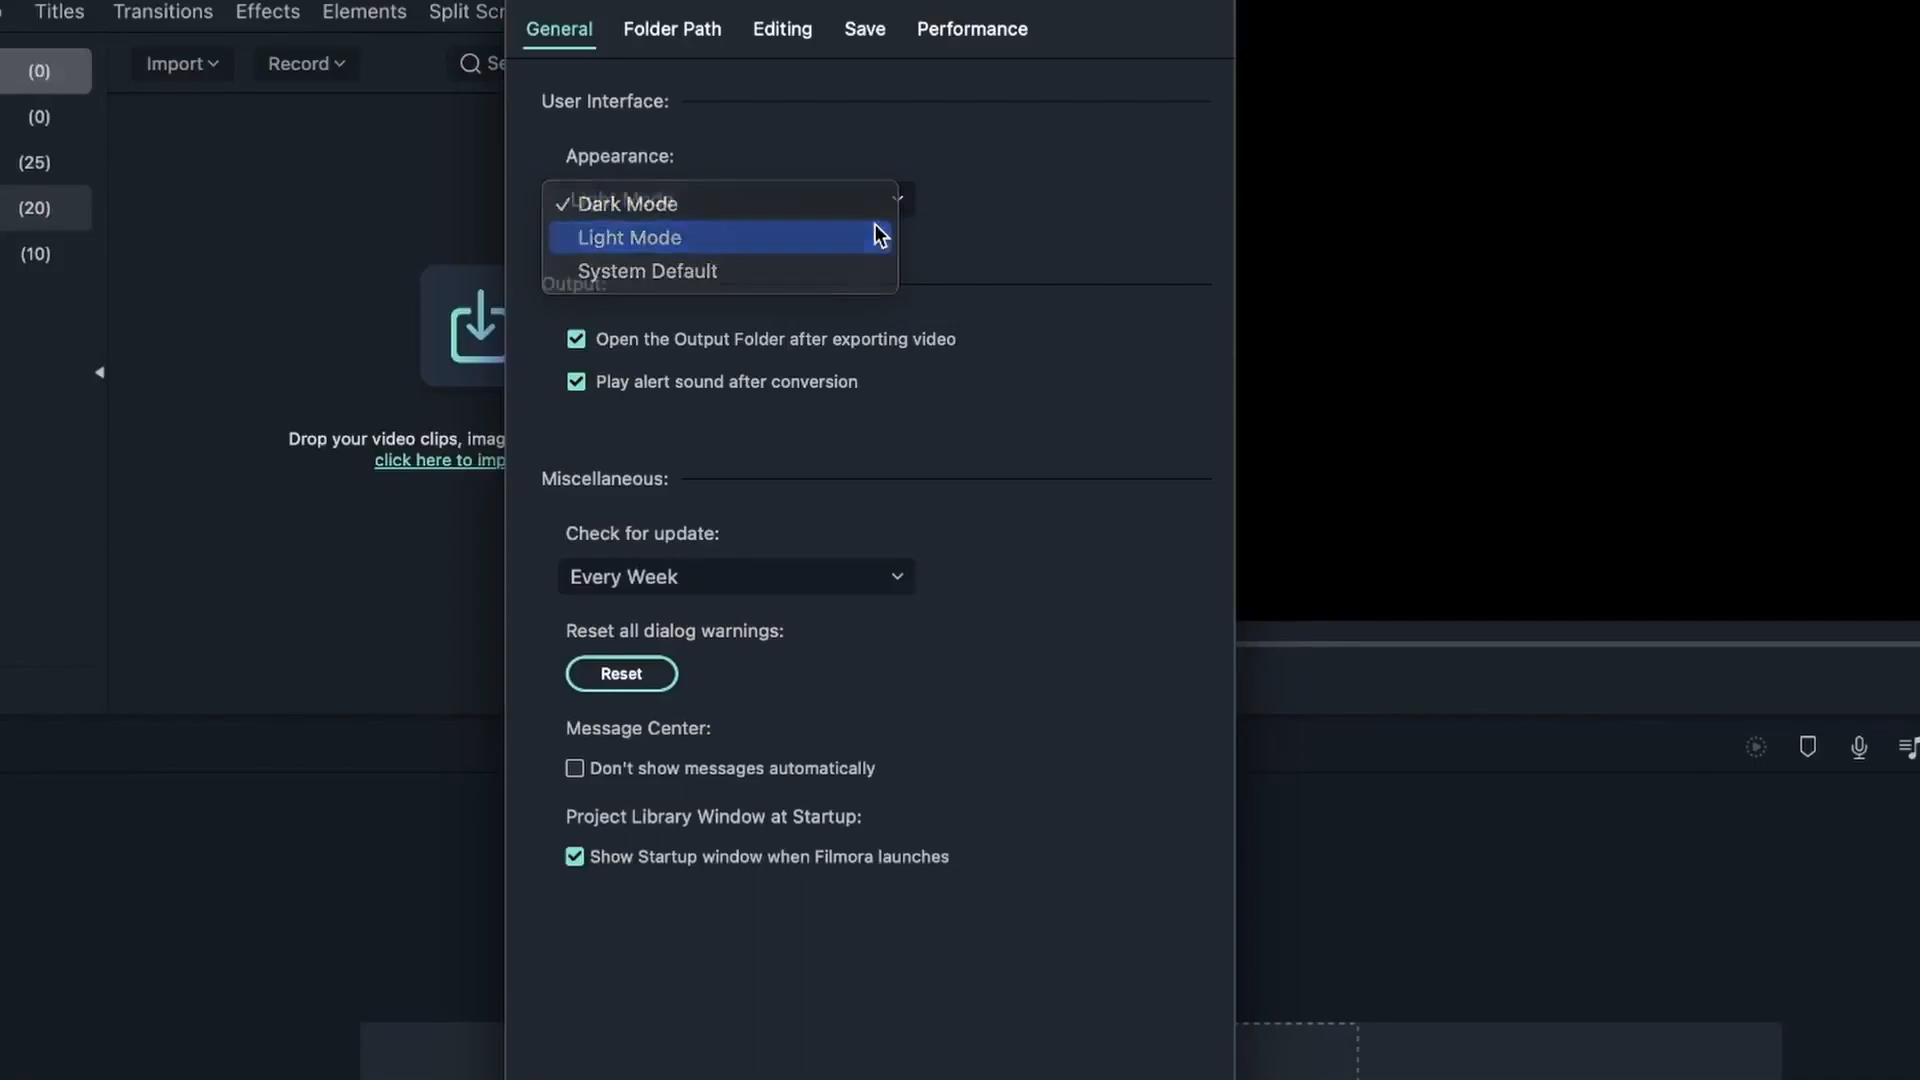 Titles Transitions Effects Elements Split Scr
General Folder Path Editing Save Performance
Import Record Se
(0)
(0)
(25)
(20)
(10)
Drop your video clips, imag
click here to imp
User Interface:
Appearance:
✓ Dark Mode
Light Mode
System Default
Output:
Open the Output Folder after exporting video
Play alert sound after conversion
Miscellaneous:
Check for update:
Every Week
Reset all dialog warnings:
Reset
Message Center:
Don't show messages automatically
Project Library Window at Startup:
Show Startup window when Filmora launches